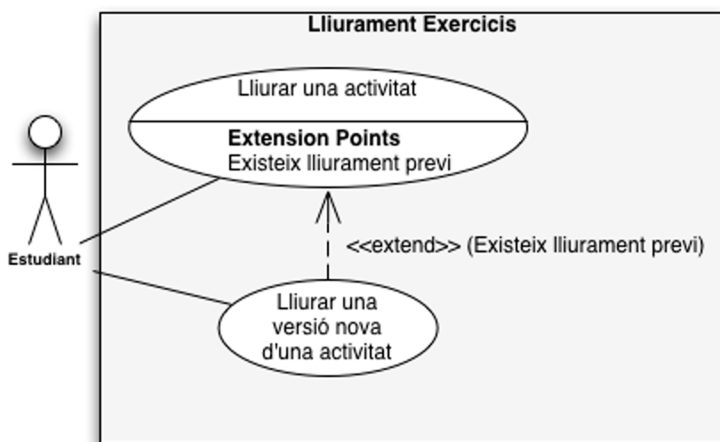 Lliurament Exercicis
Lliurar una activitat
Extension Points
Existeix lliurament previ
Estudiant
<<extend>> (Existeix lliurament previ)
Lliurar una
versió nova
d'una activitat